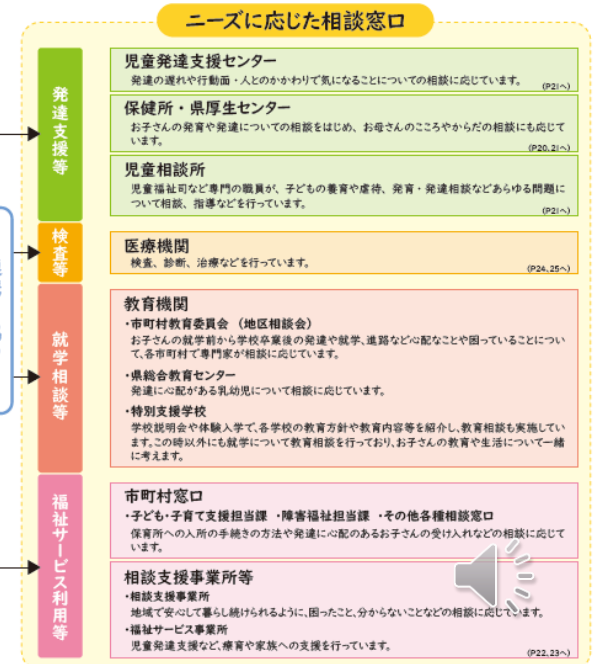 ニーズに応じた相談窓口
発達支援等
児童発達支援センター
発達の遅れや行動面・人とのかかわりで気になることについての相談に応じています。
(P21へ)
保健所・県厚生センター
お子さんの発育や発達についての相談をはじめ、お母さんのこころやからだの相談にも応じて
います。
(P20,21へ)
児童相談所
児童福祉司など専門の職員が、子どもの養育や虐待、発育・発達相談などあらゆる問題に
ついて相談、指導などを行っています。
(P21へ)
検査等
医療機関
検査、診断、治療などを行っています。
(P24,25へ)
就学相談等
教育機関
・市町村教育委員会（地区相談会）
お子さんの就学前から学校卒業後の発達や就学、進路など心配なことや困っていることについ
て、各市町村で専門家が相談に応じています。
・県総合教育センター
発達に心配がある乳幼児について相談に応じています。
・特別支援学校
学校説明会や体験入学で、各学校の教育方針や教育内容等を紹介し、教育相談も実施してい
ます。この時以外にも就学について教育相談を行っており、お子さんの教育や生活について一緒
に考えます。
福祉サービス利用等
市町村窓口
・子ども・子育て支援担当課 ・障害福祉担当課 ・その他各種相談窓口
保育所への入所の手続きの方法や発達に心配のあるお子さんの受け入れなどの相談に応じて
います。
相談支援事業所等
・相談支援事業所
地域で安心して暮らし続けられるように、困ったこと、分からないことなどの相談に応じています。
・福祉サービス事業所
児童発達支援など、療育や家族への支援を行っています。
(P22,23へ)